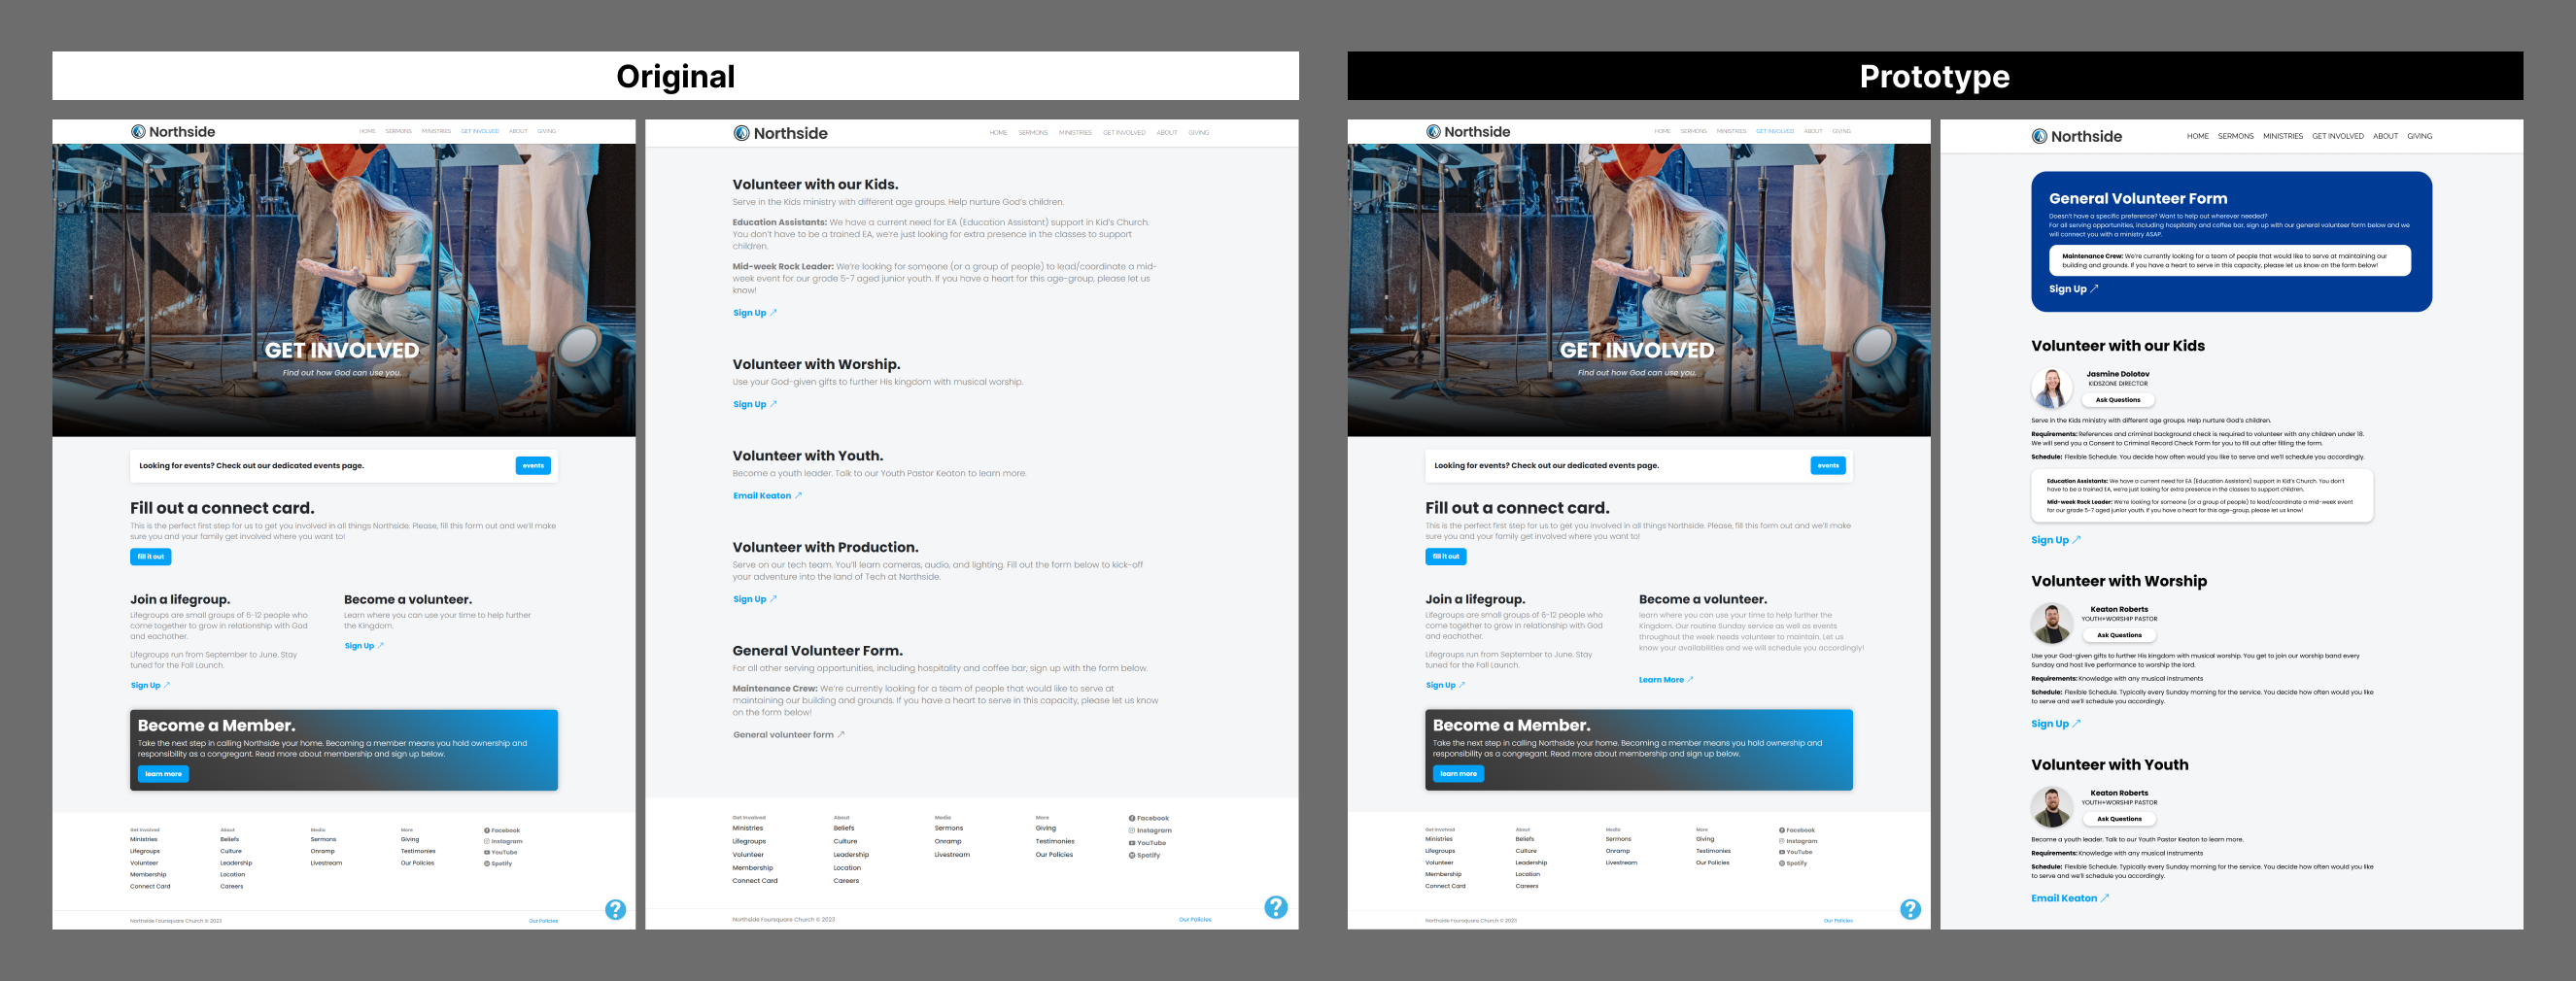 Original
Northside
HOME SERMONS MINISTRIES GET INVOLVED ABOUT GIVING
GET INVOLVED
Find out how God can use you.
Looking for events? Check out our dedicated events page.
events
Fill out a connect card.
This is the perfect first step for us to get you involved in all things Northside. Please, fill this form out and we'll make
sure you and your family get involved where you want to!
fill it out
Join a lifegroup.
Lifegroups are small groups of 6-12 people who
come together to grow in relationship with God
and eachother.
Lifegroups run from September to June. Stay
tuned for the Fall Launch.
Sign Up ↗
Become a volunteer.
Learn where you can use your time to help further
the Kingdom.
Sign Up ↗
Become a Member.
Take the next step in calling Northside your home. Becoming a member means you hold ownership and
responsibility as a congregant. Read more about membership and sign up below.
learn more
Get Involved
Ministries
Lifegroups
Volunteer
Membership
Connect Card
About
Beliefs
Culture
Leadership
Location
Careers
Media
Sermons
Onramp
Livestream
More
Giving
Testimonies
Our Policies
Facebook
Instagram
YouTube
Spotify
?
Northside Foursquare Church © 2023
Our Policies
Northside
HOME SERMONS MINISTRIES GET INVOLVED ABOUT GIVING
Volunteer with our Kids.
Serve in the Kids ministry with different age groups. Help nurture God's children.
Education Assistants: We have a current need for EA (Education Assistant) support in Kid's Church.
You don't have to be a trained EA, we're just looking for extra presence in the classes to support
children.
Mid-week Rock Leader: We're looking for someone (or a group of people) to lead/coordinate a mid-
week event for our grade 5-7 aged junior youth. If you have a heart for this age-group, please let us
know!
Sign Up ↗
Volunteer with Worship.
Use your God-given gifts to further His kingdom with musical worship.
Sign Up ↗
Volunteer with Youth.
Become a youth leader. Talk to our Youth Pastor Keaton to learn more.
Email Keaton ↗
Volunteer with Production.
Serve on our tech team. You'll learn cameras, audio, and lighting. Fill out the form below to kick-off
your adventure into the land of Tech at Northside.
Sign Up ↗
General Volunteer Form.
For all other serving opportunities, including hospitality and coffee bar, sign up with the form below.
Maintenance Crew: We're currently looking for a team of people that would like to serve at
maintaining our building and grounds. If you have a heart to serve in this capacity, please let us know
on the form below!
General volunteer form ↗
Get Involved
Ministries
Lifegroups
Volunteer
Membership
Connect Card
About
Beliefs
Culture
Leadership
Location
Careers
Media
Sermons
Onramp
Livestream
More
Giving
Testimonies
Our Policies
Facebook
Instagram
YouTube
Spotify
?
Northside Foursquare Church © 2023
Our Policies
Prototype
Northside
HOME SERMONS MINISTRIES GET INVOLVED ABOUT GIVING
GET INVOLVED
Find out how God can use you.
Looking for events? Check out our dedicated events page.
events
Fill out a connect card.
This is the perfect first step for us to get you involved in all things Northside. Please, fill this form out and we'll make
sure you and your family get involved where you want to!
fill it out
Join a lifegroup.
Lifegroups are small groups of 6-12 people who
come together to grow in relationship with God
and eachother.
Lifegroups run from September to June. Stay
tuned for the Fall Launch.
Sign Up ↗
Become a volunteer.
learn where you can use your time to help further the
Kingdom. Our routine Sunday service as well as events
throughout the week needs volunteer to maintain. Let us
know your availabilities and we will schedule you accordingly!
Learn More ↗
Become a Member.
Take the next step in calling Northside your home. Becoming a member means you hold ownership and
responsibility as a congregant. Read more about membership and sign up below.
learn more
Get Involved
Ministries
Lifegroups
Volunteer
Membership
Connect Card
About
Beliefs
Culture
Leadership
Location
Careers
Media
Sermons
Onramp
Livestream
More
Giving
Testimonies
Our Policies
Facebook
Instagram
YouTube
Spotify
?
Northside Foursquare Church © 2023
Our Policies
Northside
HOME SERMONS MINISTRIES GET INVOLVED ABOUT GIVING
General Volunteer Form
Doesn't have a specific preference? Want to help out wherever needed?
For all serving opportunities, including hospitality and coffee bar, sign up with our general volunteer form below and we
will connect you with a ministry ASAP.
Maintenance Crew: We're currently looking for a team of people that would like to serve at maintaining our
building and grounds. If you have a heart to serve in this capacity, please let us know on the form below!
Sign Up ↗
Volunteer with our Kids
Jasmine Dolotov
KIDSZONE DIRECTOR
Ask Questions
Serve in the Kids ministry with different age groups. Help nurture God's children.
Requirements: References and criminal background check is required to volunteer with any children under 18.
We will send you a Consent to Criminal Record Check Form for you to fill out after filling the form.
Schedule: Flexible Schedule. You decide how often would you like to serve and we'll schedule you accordingly.
Education Assistants: We have a current need for EA (Education Assistant) support in Kid's Church. You don't
have to be a trained EA, we're just looking for extra presence in the classes to support children.
Mid-week Rock Leader: We're looking for someone (or a group of people) to lead/coordinate a mid-week event
for our grade 5-7 aged junior youth. If you have a heart for this age-group, please let us know!
Sign Up ↗
Volunteer with Worship
Keaton Roberts
YOUTH+WORSHIP PASTOR
Ask Questions
Use your God-given gifts to further His kingdom with musical worship. You get to join our worship band every
Sunday and host live performance to worship the lord.
Requirements: Knowledge with any musical instruments
Schedule: Flexible Schedule. Typically every Sunday morning for the service. You decide how often would you like
to serve and we'll schedule you accordingly.
Sign Up ↗
Volunteer with Youth
Keaton Roberts
YOUTH+WORSHIP PASTOR
Ask Questions
Become a youth leader. Talk to our Youth Pastor Keaton to learn more.
Requirements: Knowledge with any musical instruments
Schedule: Flexible Schedule. Typically every Sunday morning for the service. You decide how often would you like
to serve and we'll schedule you accordingly.
Email Keaton ↗